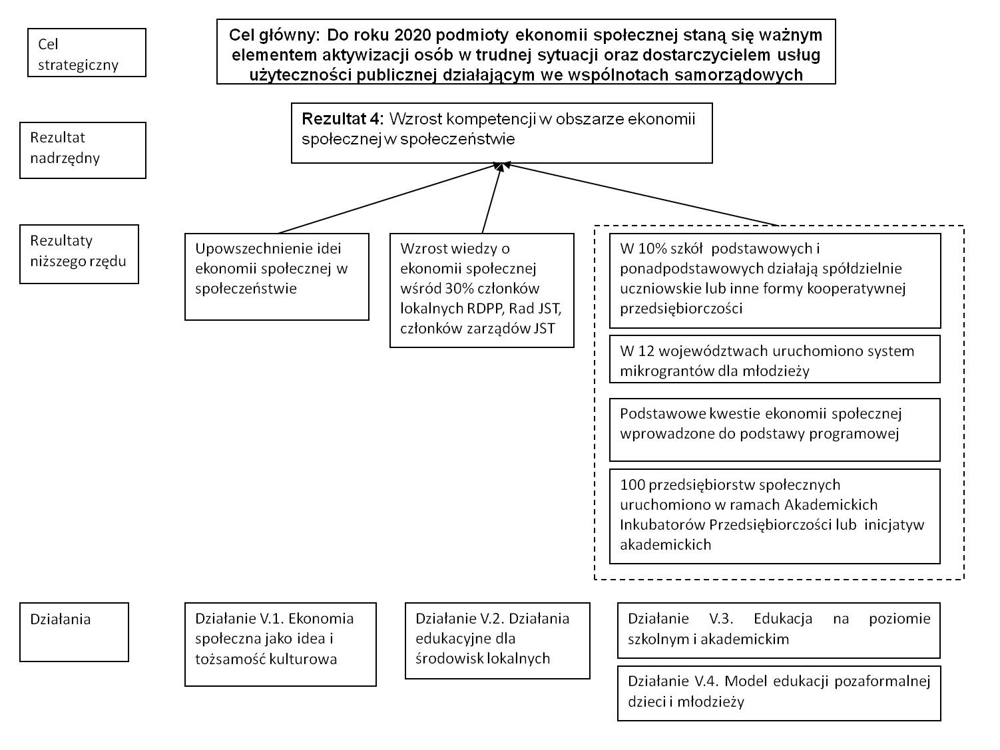 Cel
strategiczny
Cel główny: Do roku 2020 podmioty ekonomii społecznej staną się ważnym
elementem aktywizacji osób w trudnej sytuacji oraz dostarczycielem usług
użyteczności publicznej działającym we wspólnotach samorządowych
Rezultat
nadrzędny
Rezultat 4: Wzrost kompetencji w obszarze ekonomii
społecznej w społeczeństwie
Rezultaty
niższego rzędu
Upowszechnienie idei
ekonomii społecznej w
społeczeństwie
Wzrost wiedzy o
ekonomii społecznej
wśród 30% członków
lokalnych RDPP, Rad JST,
członków zarządów JST
W 10% szkół podstawowych i
ponadpodstawowych działają spółdzielnie
uczniowskie lub inne formy kooperatywnej
przedsiębiorczości
W 12 województwach uruchomiono system
mikrograntów dla młodzieży
Podstawowe kwestie ekonomii społecznej
wprowadzone do podstawy programowej
100 przedsiębiorstw społecznych
uruchomiono w ramach Akademickich
Inkubatorów Przedsiębiorczości lub inicjatyw
akademickich
Działania
Działanie V.1. Ekonomia
społeczna jako idea i
tożsamość kulturowa
Działanie V.2. Działania
edukacyjne dla
środowisk lokalnych
Działanie V.3. Edukacja na poziomie
szkolnym i akademickim
Działanie V.4. Model edukacji pozaformalnej
dzieci i młodzieży